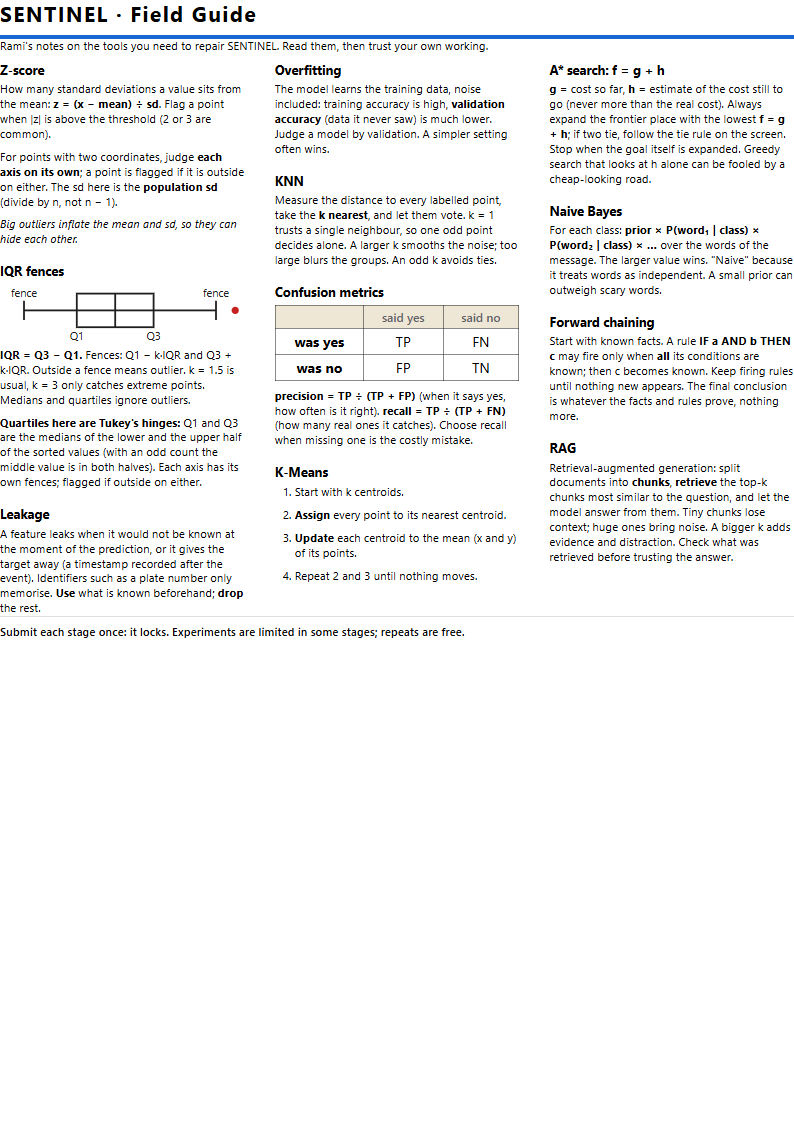 SENTINEL · Field Guide
Rami's notes on the tools you need to repair SENTINEL. Read them, then trust your own working.
Z-score
How many standard deviations a value sits from
the mean: z = (x − mean) ÷ sd. Flag a point
when |z| is above the threshold (2 or 3 are
common).
For points with two coordinates, judge each
axis on its own; a point is flagged if it is outside
on either. The sd here is the population sd
(divide by n, not n − 1).
Big outliers inflate the mean and sd, so they can
hide each other.
IQR fences
fence fence
Q1 Q3
IQR = Q3 − Q1. Fences: Q1 − k·IQR and Q3 +
k·IQR. Outside a fence means outlier. k = 1.5 is
usual, k = 3 only catches extreme points.
Medians and quartiles ignore outliers.
Quartiles here are Tukey's hinges: Q1 and Q3
are the medians of the lower and the upper half
of the sorted values (with an odd count the
middle value is in both halves). Each axis has its
own fences; flagged if outside on either.
Leakage
A feature leaks when it would not be known at
the moment of the prediction, or it gives the
target away (a timestamp recorded after the
event). Identifiers such as a plate number only
memorise. Use what is known beforehand; drop
the rest.
Overfitting
The model learns the training data, noise
included: training accuracy is high, validation
accuracy (data it never saw) is much lower.
Judge a model by validation. A simpler setting
often wins.
KNN
Measure the distance to every labelled point,
take the k nearest, and let them vote. k = 1
trusts a single neighbour, so one odd point
decides alone. A larger k smooths the noise; too
large blurs the groups. An odd k avoids ties.
Confusion metrics
said yes said no
was yes TP FN
was no FP TN
precision = TP ÷ (TP + FP) (when it says yes,
how often is it right). recall = TP ÷ (TP + FN)
(how many real ones it catches). Choose recall
when missing one is the costly mistake.
K-Means
1. Start with k centroids.
2. Assign every point to its nearest centroid.
3. Update each centroid to the mean (x and y)
of its points.
4. Repeat 2 and 3 until nothing moves.
A* search: f = g + h
g = cost so far, h = estimate of the cost still to
go (never more than the real cost). Always
expand the frontier place with the lowest f = g
+ h; if two tie, follow the tie rule on the screen.
Stop when the goal itself is expanded. Greedy
search that looks at h alone can be fooled by a
cheap-looking road.
Naive Bayes
For each class: prior × P(word₁ | class) ×
P(word₂ | class) × ... over the words of the
message. The larger value wins. "Naive" because
it treats words as independent. A small prior can
outweigh scary words.
Forward chaining
Start with known facts. A rule IF a AND b THEN
c may fire only when all its conditions are
known; then c becomes known. Keep firing rules
until nothing new appears. The final conclusion
is whatever the facts and rules prove, nothing
more.
RAG
Retrieval-augmented generation: split
documents into chunks, retrieve the top-k
chunks most similar to the question, and let the
model answer from them. Tiny chunks lose
context; huge ones bring noise. A bigger k adds
evidence and distraction. Check what was
retrieved before trusting the answer.
Submit each stage once: it locks. Experiments are limited in some stages; repeats are free.